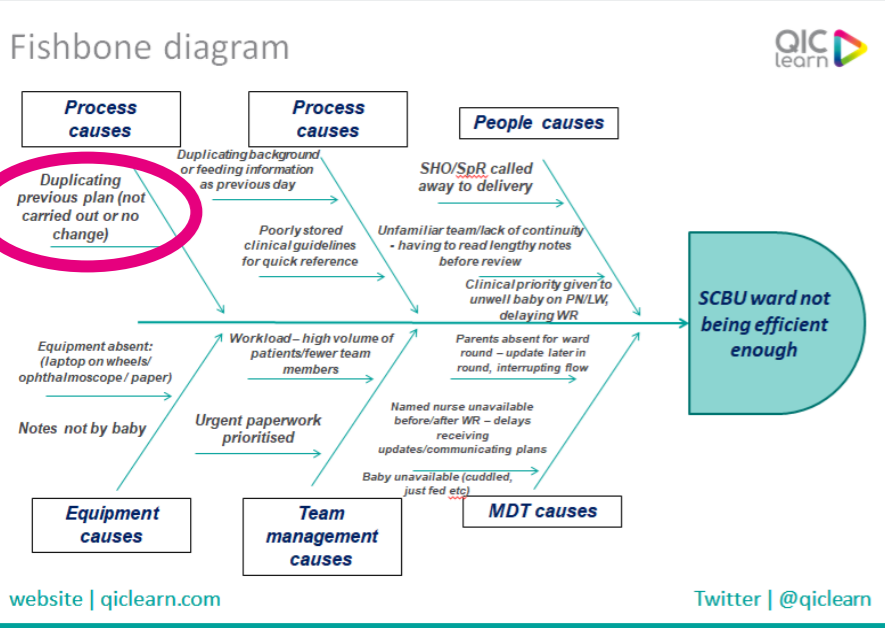 Fishbone diagram
QIC
learn
Process
causes
Process
causes
People causes
Duplicating
previous plan (not
carried out or no
change)
Duplicating background
or feeding information
as previous day
Poorly stored
clinical guidelines
for quick reference
SHO/SpR called
away to delivery
Unfamiliar team/lack of continuity
- having to read lengthy notes
before review
Clinical priority given to
unwell baby on PN/LW,
delaying WR
SCBU ward not
being efficient
enough
Equipment absent:
(laptop on wheels/
ophthalmoscope / paper)
Notes not by baby
Workload – high volume of
patients/fewer team
members
Urgent paperwork
prioritised
Parents absent for ward
round – update later in
round, interrupting flow
Named nurse unavailable
before/after WR – delays
receiving
updates/communicating plans
Baby unavailable (cuddled,
just fed etc)
Equipment
causes
Team
management
causes
MDT causes
website | qiclearn.com
Twitter | @qiclearn